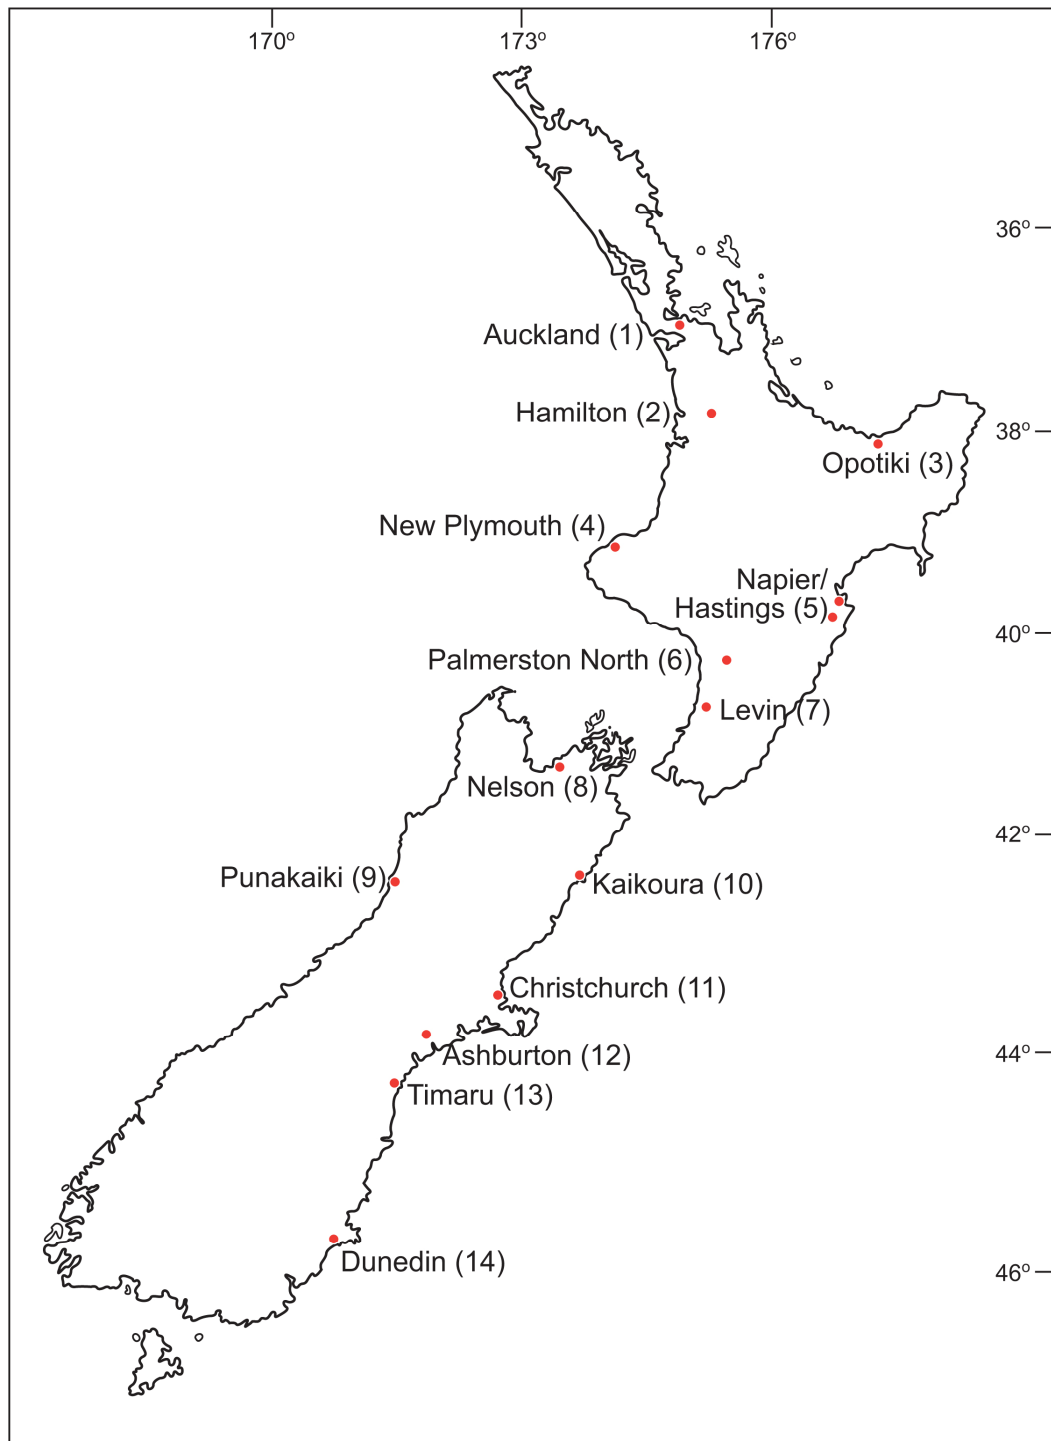 170° 173° 176°
36°
Auckland (1)
Hamilton (2)
38°
Opotiki (3)
New Plymouth (4)
Napier/
Hastings (5)
40°
Palmerston North (6)
Levin (7)
Nelson (8)
42°
Punakaiki (9)
Kaikoura (10)
Christchurch (11)
44°
Ashburton (12)
Timaru (13)
Dunedin (14)
46°